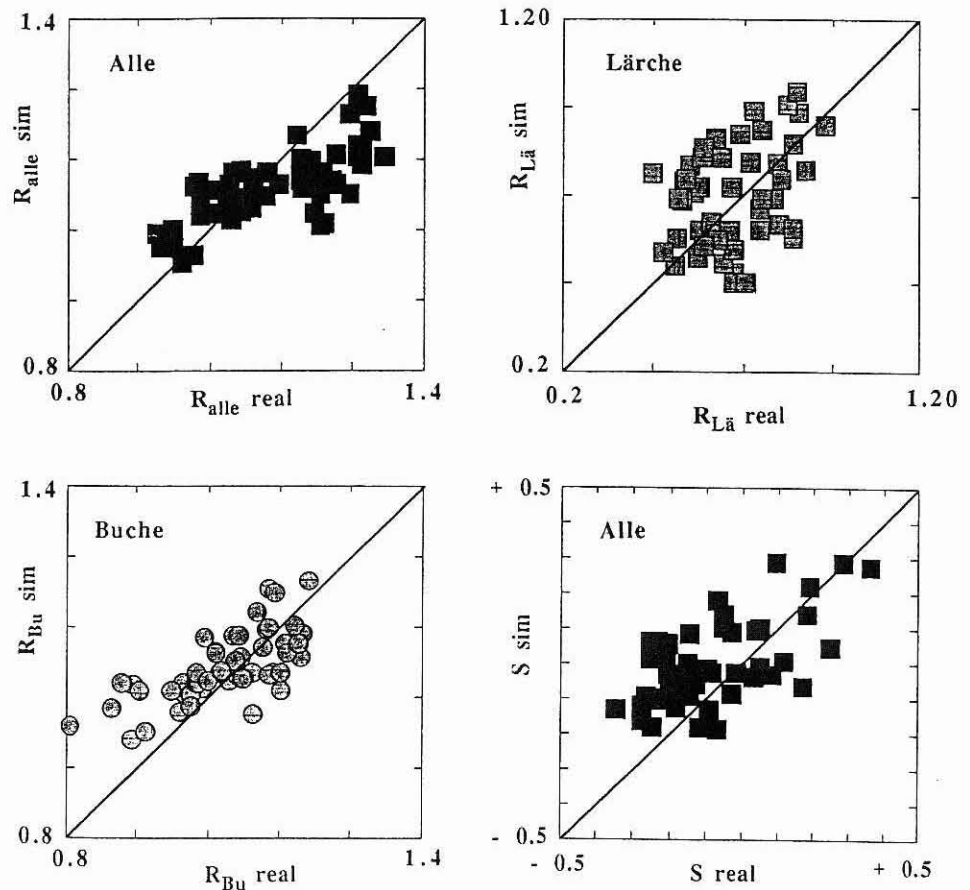 1.4
Alle
R_alle sim
0.8
0.8
1.4
R_alle real
1.20
Lärche
R_Lä sim
0.2
0.2
1.20
R_Lä real
1.4
Buche
R_Bu sim
0.8
0.8
1.4
R_Bu real
+ 0.5
Alle
S sim
- 0.5
- 0.5
+ 0.5
S real